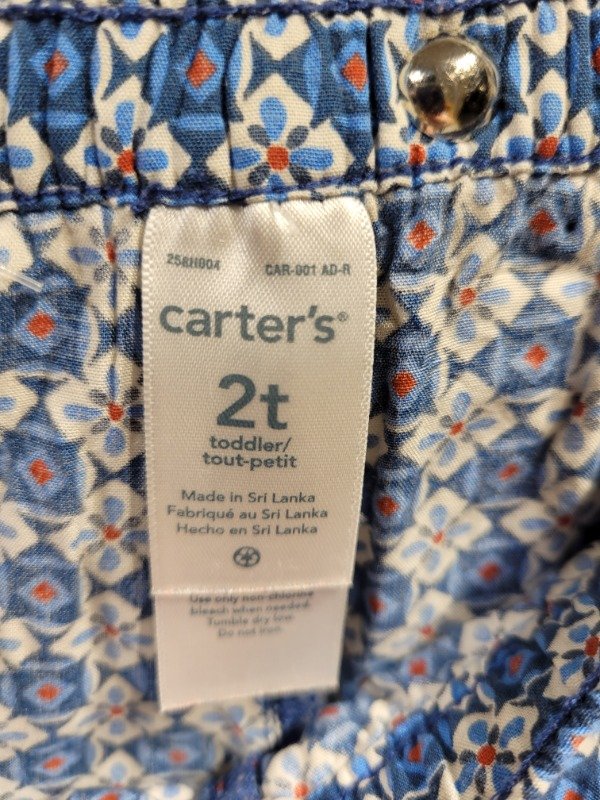 258H004 CAR-001 AD-R
carter's®
2t
toddler/
tout-petit
Made in Sri Lanka
Fabriqué au Sri Lanka
Hecho en Sri Lanka
Use only non-chlorine
bleach when needed.
Tumble dry low.
Do not iron.